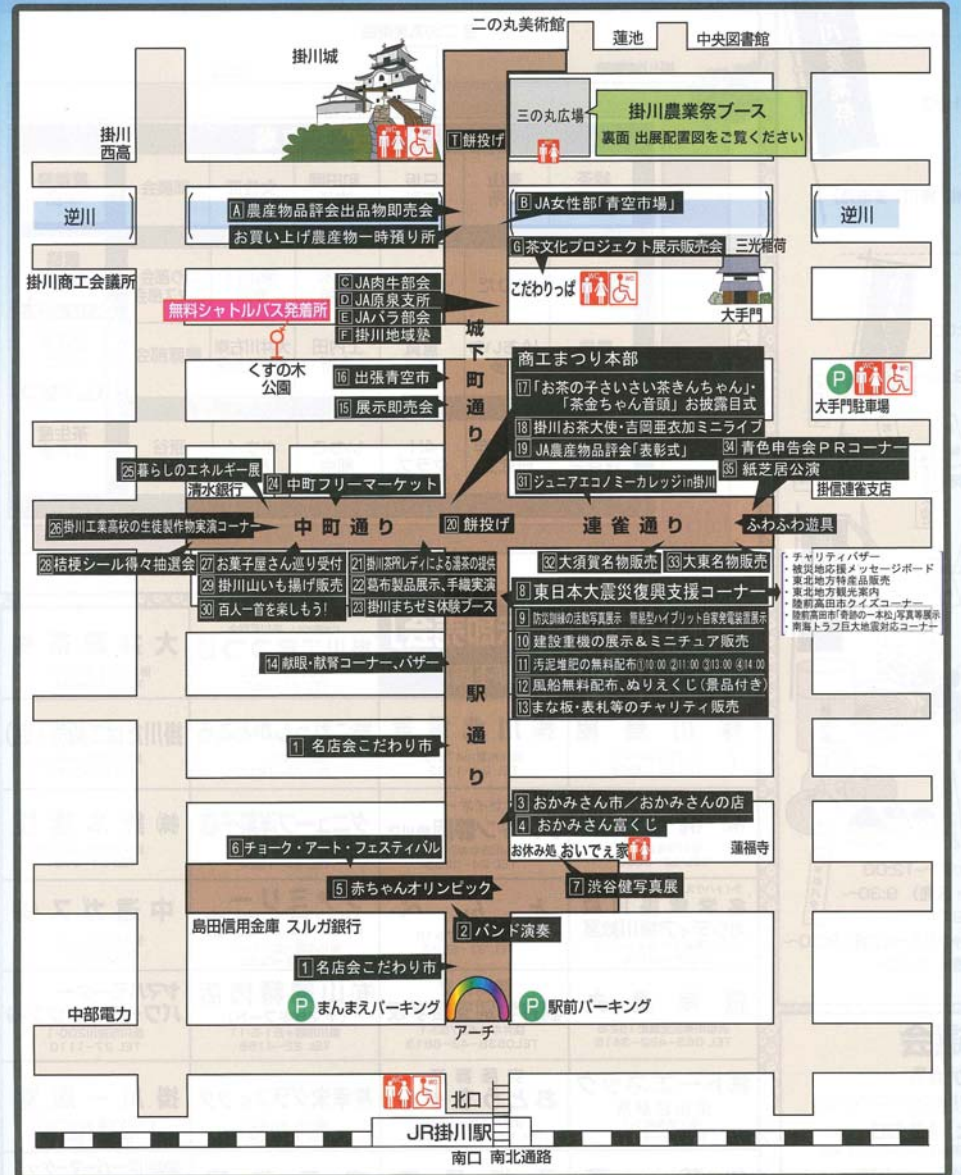 二の丸美術館
蓮池
中央図書館
掛川城
三の丸広場
掛川農業祭ブース
裏面 出展配置図をご覧ください
掛川
西高
T 餅投げ
逆川
A 農産物品評会出品物即売会
お買い上げ農産物一時預り所
B JA女性部「青空市場」
逆川
G 茶文化プロジェクト展示販売会
三光稲荷
掛川商工会議所
C JA肉牛部会
D JA原泉支所
E JAバラ部会
F 掛川地域塾
こだわりっぱ
大手門
無料シャトルバス発着所
くすの木
公園
城下町通り
16 出張青空市
15 展示即売会
商工まつり本部
17 「お茶の子さいさい茶きんちゃん」・
「茶金ちゃん音頭」お披露目式
18 掛川お茶大使・吉岡亜衣加ミニライブ
19 JA農産物品評会「表彰式」
P
大手門駐車場
34 青色申告会PRコーナー
35 紙芝居公演
31 ジュニアエコノミーカレッジin掛川
掛信連雀支店
25 暮らしのエネルギー展
清水銀行
24 中町フリーマーケット
26 掛川工業高校の生徒製作物実演コーナー
中町通り
20 餅投げ
連雀通り
ふわふわ遊具
28 桔梗シール得々抽選会
27 お菓子屋さん巡り受付
29 掛川山いも揚げ販売
30 百人一首を楽しもう!
21 掛川茶PRレディによる湯茶の提供
22 葛布製品展示、手織実演
23 掛川まちゼミ体験ブース
32 大須賀名物販売
33 大東名物販売
8 東日本大震災復興支援コーナー
・チャリティバザー
・被災地応援メッセージボード
・東北地方特産品販売
・東北地方観光案内
・陸前高田市クイズコーナー
・陸前高田市「奇跡の一本松」写真等展示
・南海トラフ巨大地震対応コーナー
9 防災訓練の活動写真展示 簡易型ハイブリット自家発電装置展示
10 建設重機の展示&ミニチュア販売
11 汚泥堆肥の無料配布①10:00 ②11:00 ③13:00 ④14:00
12 風船無料配布、ぬりえくじ(景品付き)
13 まな板・表札等のチャリティ販売
14 献眼・献腎コーナー、バザー
駅通り
1 名店会こだわり市
3 おかみさん市/おかみさんの店
4 おかみさん富くじ
お休み処 おいでぇ家
蓮福寺
6 チョーク・アート・フェスティバル
5 赤ちゃんオリンピック
7 渋谷健写真展
島田信用金庫 スルガ銀行
2 バンド演奏
1 名店会こだわり市
中部電力
P まんまえパーキング
アーチ
P 駅前パーキング
北口
JR掛川駅
南口 南北通路